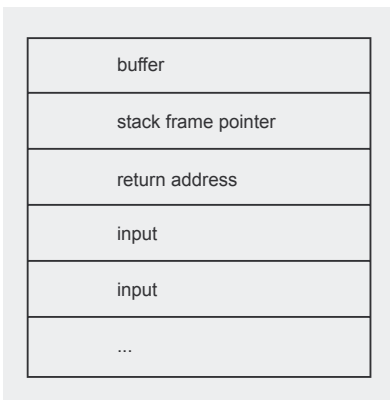 buffer
stack frame pointer
return address
input
input
...